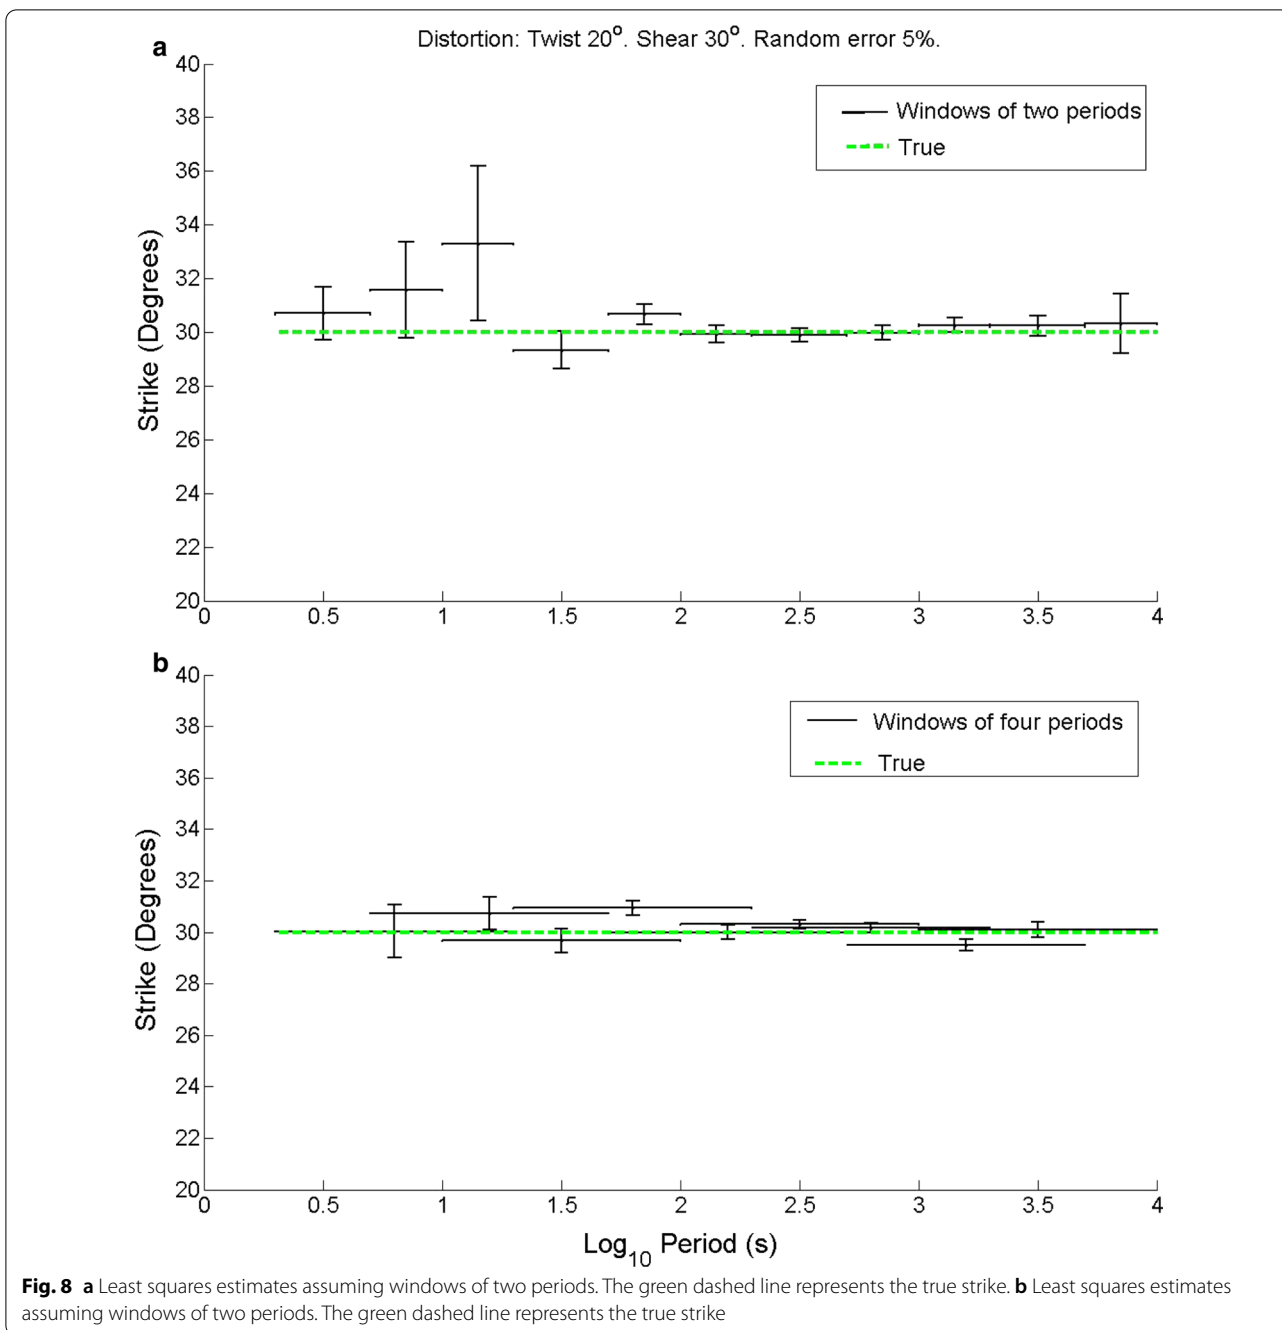 a
Distortion: Twist 20°. Shear 30°. Random error 5%.
40
38
36
34
32
30
28
26
24
22
20
Strike (Degrees)
Windows of two periods
True
0 0.5 1 1.5 2 2.5 3 3.5 4
b
40
38
36
34
32
30
28
26
24
22
20
Strike (Degrees)
Windows of four periods
True
0 0.5 1 1.5 2 2.5 3 3.5 4
Log10 Period (s)
Fig. 8 a Least squares estimates assuming windows of two periods. The green dashed line represents the true strike. b Least squares estimates
assuming windows of two periods. The green dashed line represents the true strike